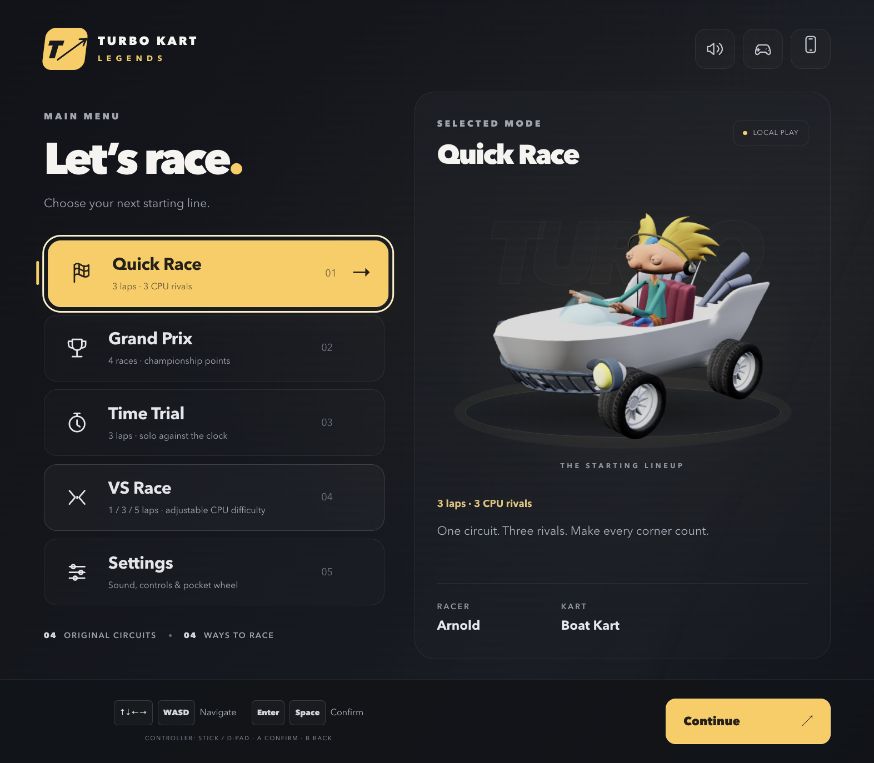 TURBO KART
LEGENDS
MAIN MENU
Let's race.
Choose your next starting line.
Quick Race
3 laps · 3 CPU rivals
01
Grand Prix
4 races · championship points
02
Time Trial
3 laps · solo against the clock
03
VS Race
1 / 3 / 5 laps · adjustable CPU difficulty
04
Settings
Sound, controls & pocket wheel
05
04 ORIGINAL CIRCUITS • 04 WAYS TO RACE
SELECTED MODE
Quick Race
LOCAL PLAY
TURBO
THE STARTING LINEUP
3 laps · 3 CPU rivals
One circuit. Three rivals. Make every corner count.
RACER
Arnold
KART
Boat Kart
↑↓←→ WASD Navigate Enter Space Confirm
CONTROLLER: STICK / D-PAD · A CONFIRM · B BACK
Continue